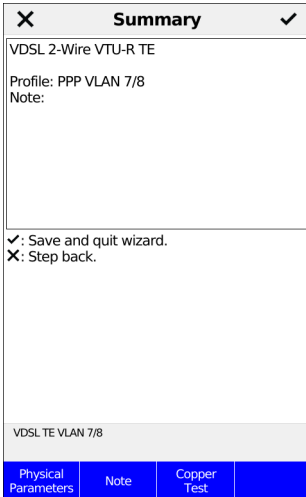 ✕ Summary ✓
VDSL 2-Wire VTU-R TE
Profile: PPP VLAN 7/8
Note:
✓: Save and quit wizard.
✕: Step back.
VDSL TE VLAN 7/8
Physical Parameters
Note
Copper Test